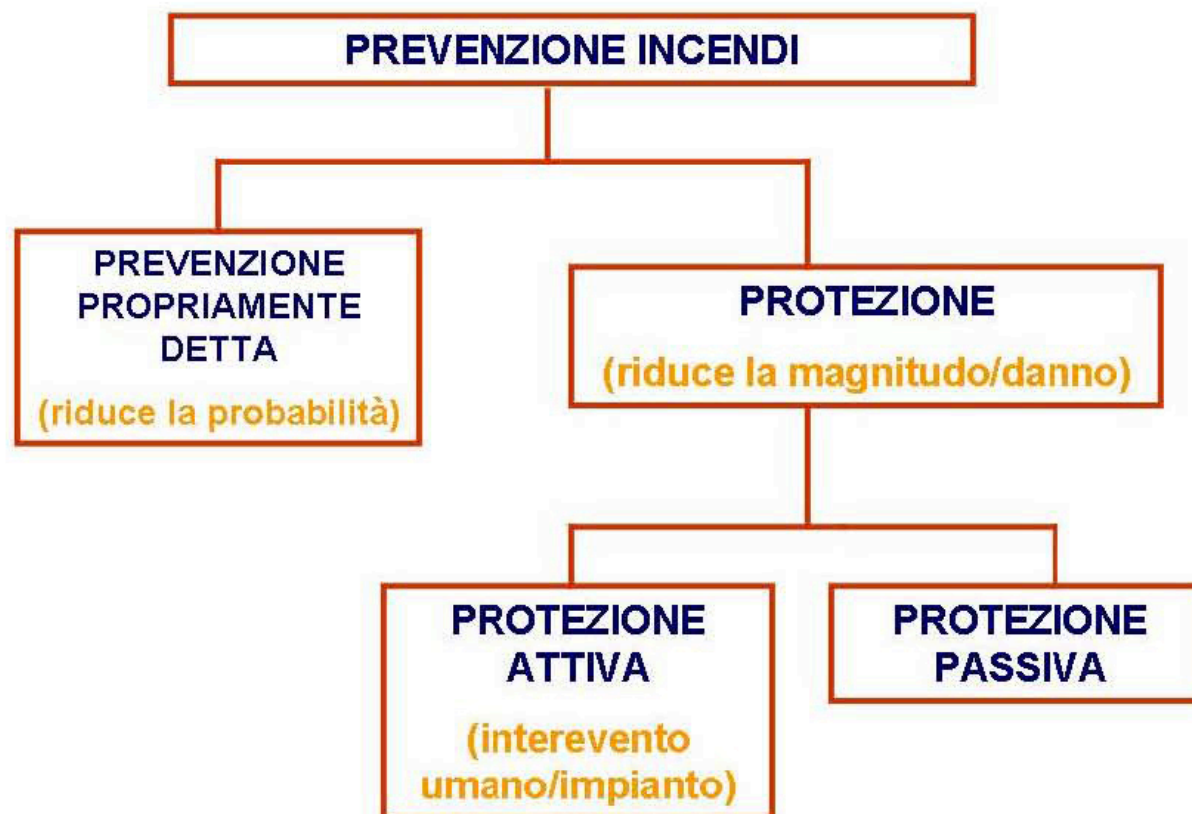 PREVENZIONE INCENDI
PREVENZIONE
PROPRIAMENTE
DETTA
(riduce la probabilità)
PROTEZIONE
(riduce la magnitudo/danno)
PROTEZIONE
ATTIVA
(interevento
umano/impianto)
PROTEZIONE
PASSIVA